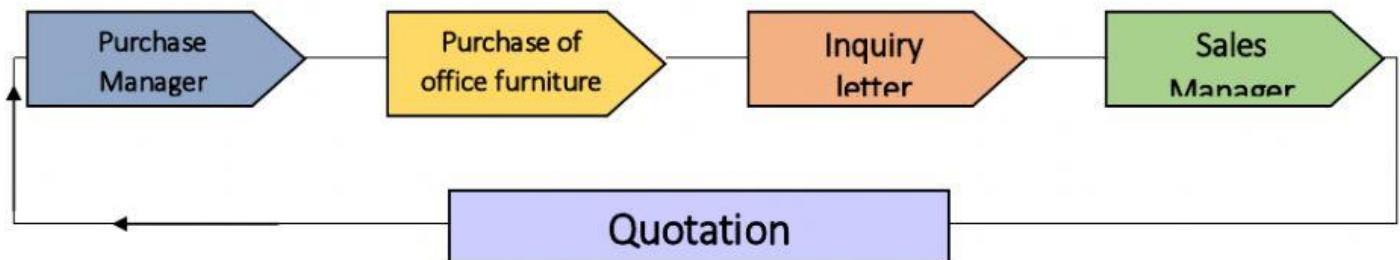 Purchase
Manager
Purchase of
office furniture
Inquiry
letter
Sales
Manager
Quotation